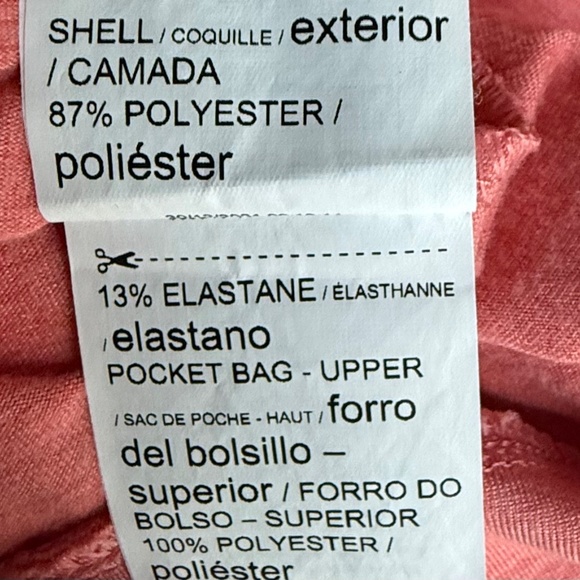 SHELL / COQUILLE / exterior
/ CAMADA
87% POLYESTER /
poliéster
13% ELASTANE / ÉLASTHANNE
/ elastano
POCKET BAG - UPPER
/ SAC DE POCHE - HAUT / forro
del bolsillo –
superior / FORRO DO
BOLSO – SUPERIOR
100% POLYESTER /
poliéster